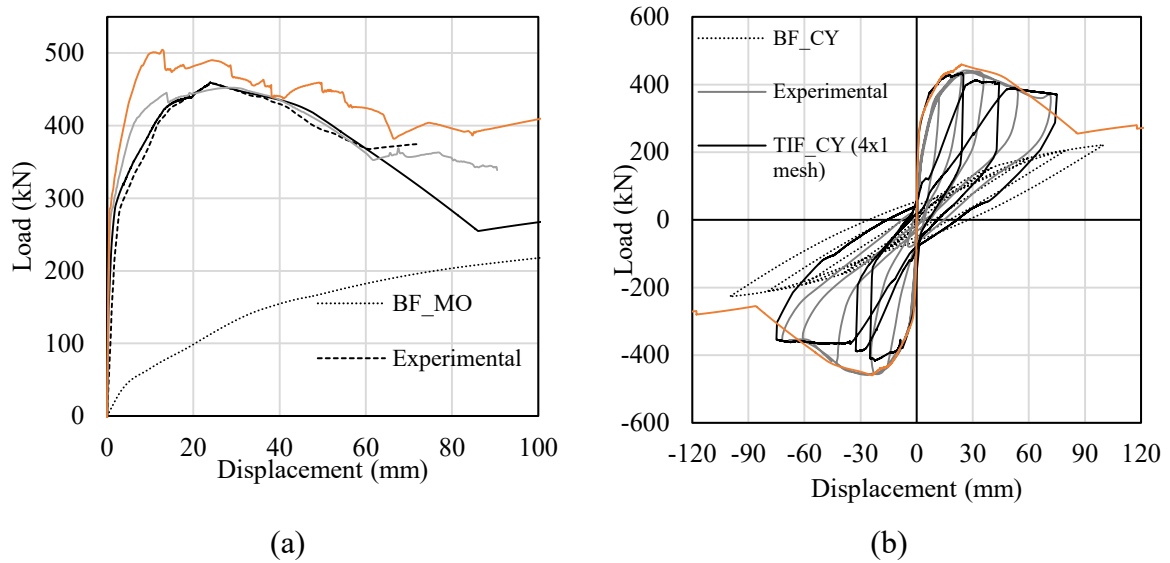 500
400
300
200
100
0
Load (kN)
BF_MO
Experimental
0 20 40 60 80 100
Displacement (mm)
(a)
600
400
200
0
-200
-400
-600
Load (kN)
BF_CY
Experimental
TIF_CY (4x1
mesh)
-120 -90 -60 -30 0 30 60 90 120
Displacement (mm)
(b)